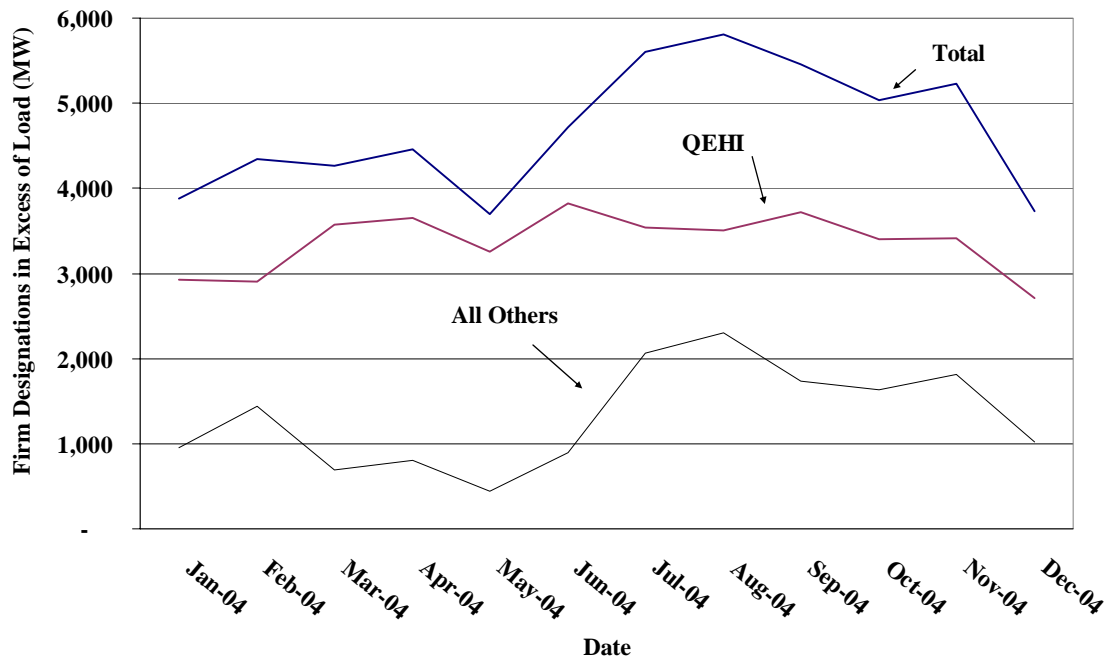 Firm Designations in Excess of Load (MW)
6,000
5,000
4,000
3,000
2,000
1,000
-
Total
QEHI
All Others
Jan-04
Feb-04
Mar-04
Apr-04
May-04
Jun-04
Jul-04
Aug-04
Sep-04
Oct-04
Nov-04
Dec-04
Date